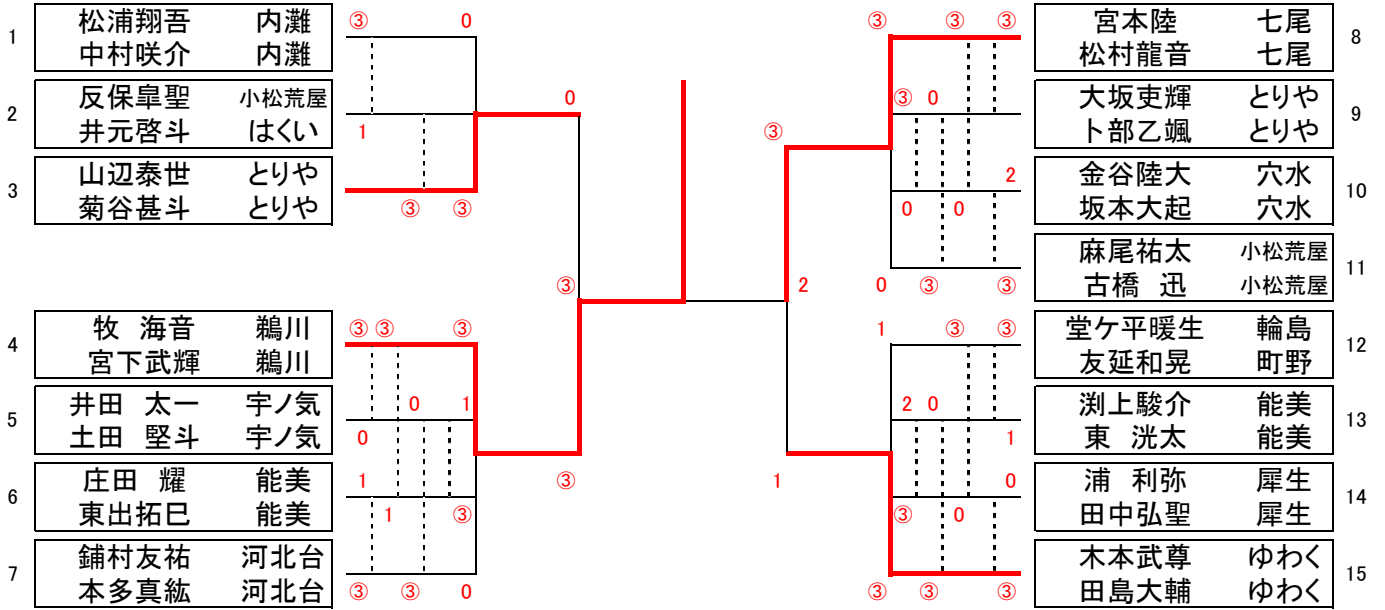 1 松浦翔吾 内灘
中村咲介 内灘
2 反保皐聖 小松荒屋
井元啓斗 はくい
3 山辺泰世 とりや
菊谷甚斗 とりや
4 牧 海音 鵜川
宮下武輝 鵜川
5 井田 太一 宇ノ気
土田 堅斗 宇ノ気
6 庄田 耀 能美
東出拓巳 能美
7 鋪村友祐 河北台
本多真紘 河北台
③ 0
1
③ ③
0
③
③ ③ ③
0 1
0
1
1 ③
③ ③ 0
③
③ ③ ③
③ 0
③
2
0 0
2 0 ③ ③
1 ③ ③
2 0
1
0
1
③ 0
③ ③ ③
宮本陸 七尾 8
松村龍音 七尾
大坂吏輝 とりや 9
卜部乙颯 とりや
金谷陸大 穴水 10
坂本大起 穴水
麻尾祐太 小松荒屋 11
古橋 迅 小松荒屋
堂ケ平暖生 輪島 12
友延和晃 町野
渕上駿介 能美 13
東 洸太 能美
浦 利弥 犀生 14
田中弘聖 犀生
木本武尊 ゆわく 15
田島大輔 ゆわく